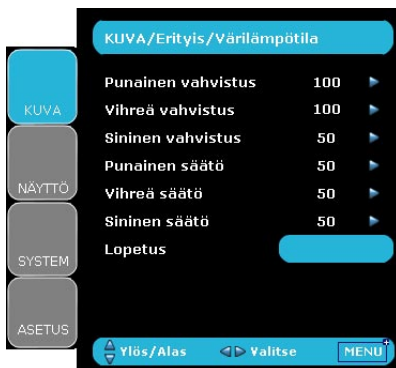 KUVA/Erityis/Värilämpötila
KUVA
NÄYTTÖ
SYSTEM
ASETUS
Punainen vahvistus 100
Vihreä vahvistus 100
Sininen vahvistus 50
Punainen säätö 50
Vihreä säätö 50
Sininen säätö 50
Lopetus
Ylös/Alas Valitse MENU